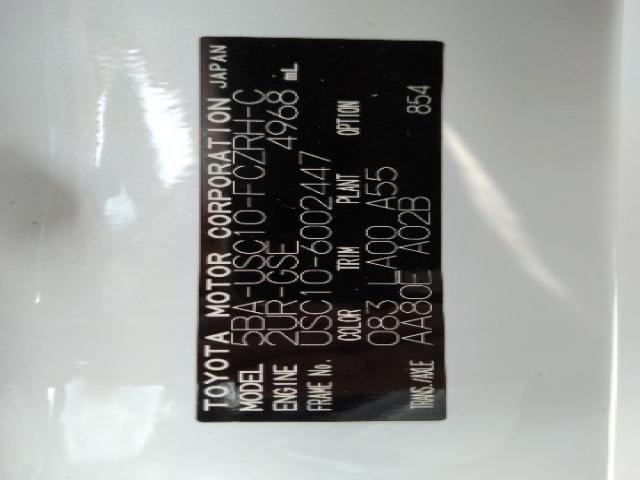 TOYOTA MOTOR CORPORATION JAPAN
MODEL 5BA-USC10-FCZRH-C
ENGINE 2UR-GSE 4968 mL
FRAME No. USC10-6002447
COLOR TRIM PLANT OPTION
083 LA00 A55
TRANS./AXLE AA80E A02B 854